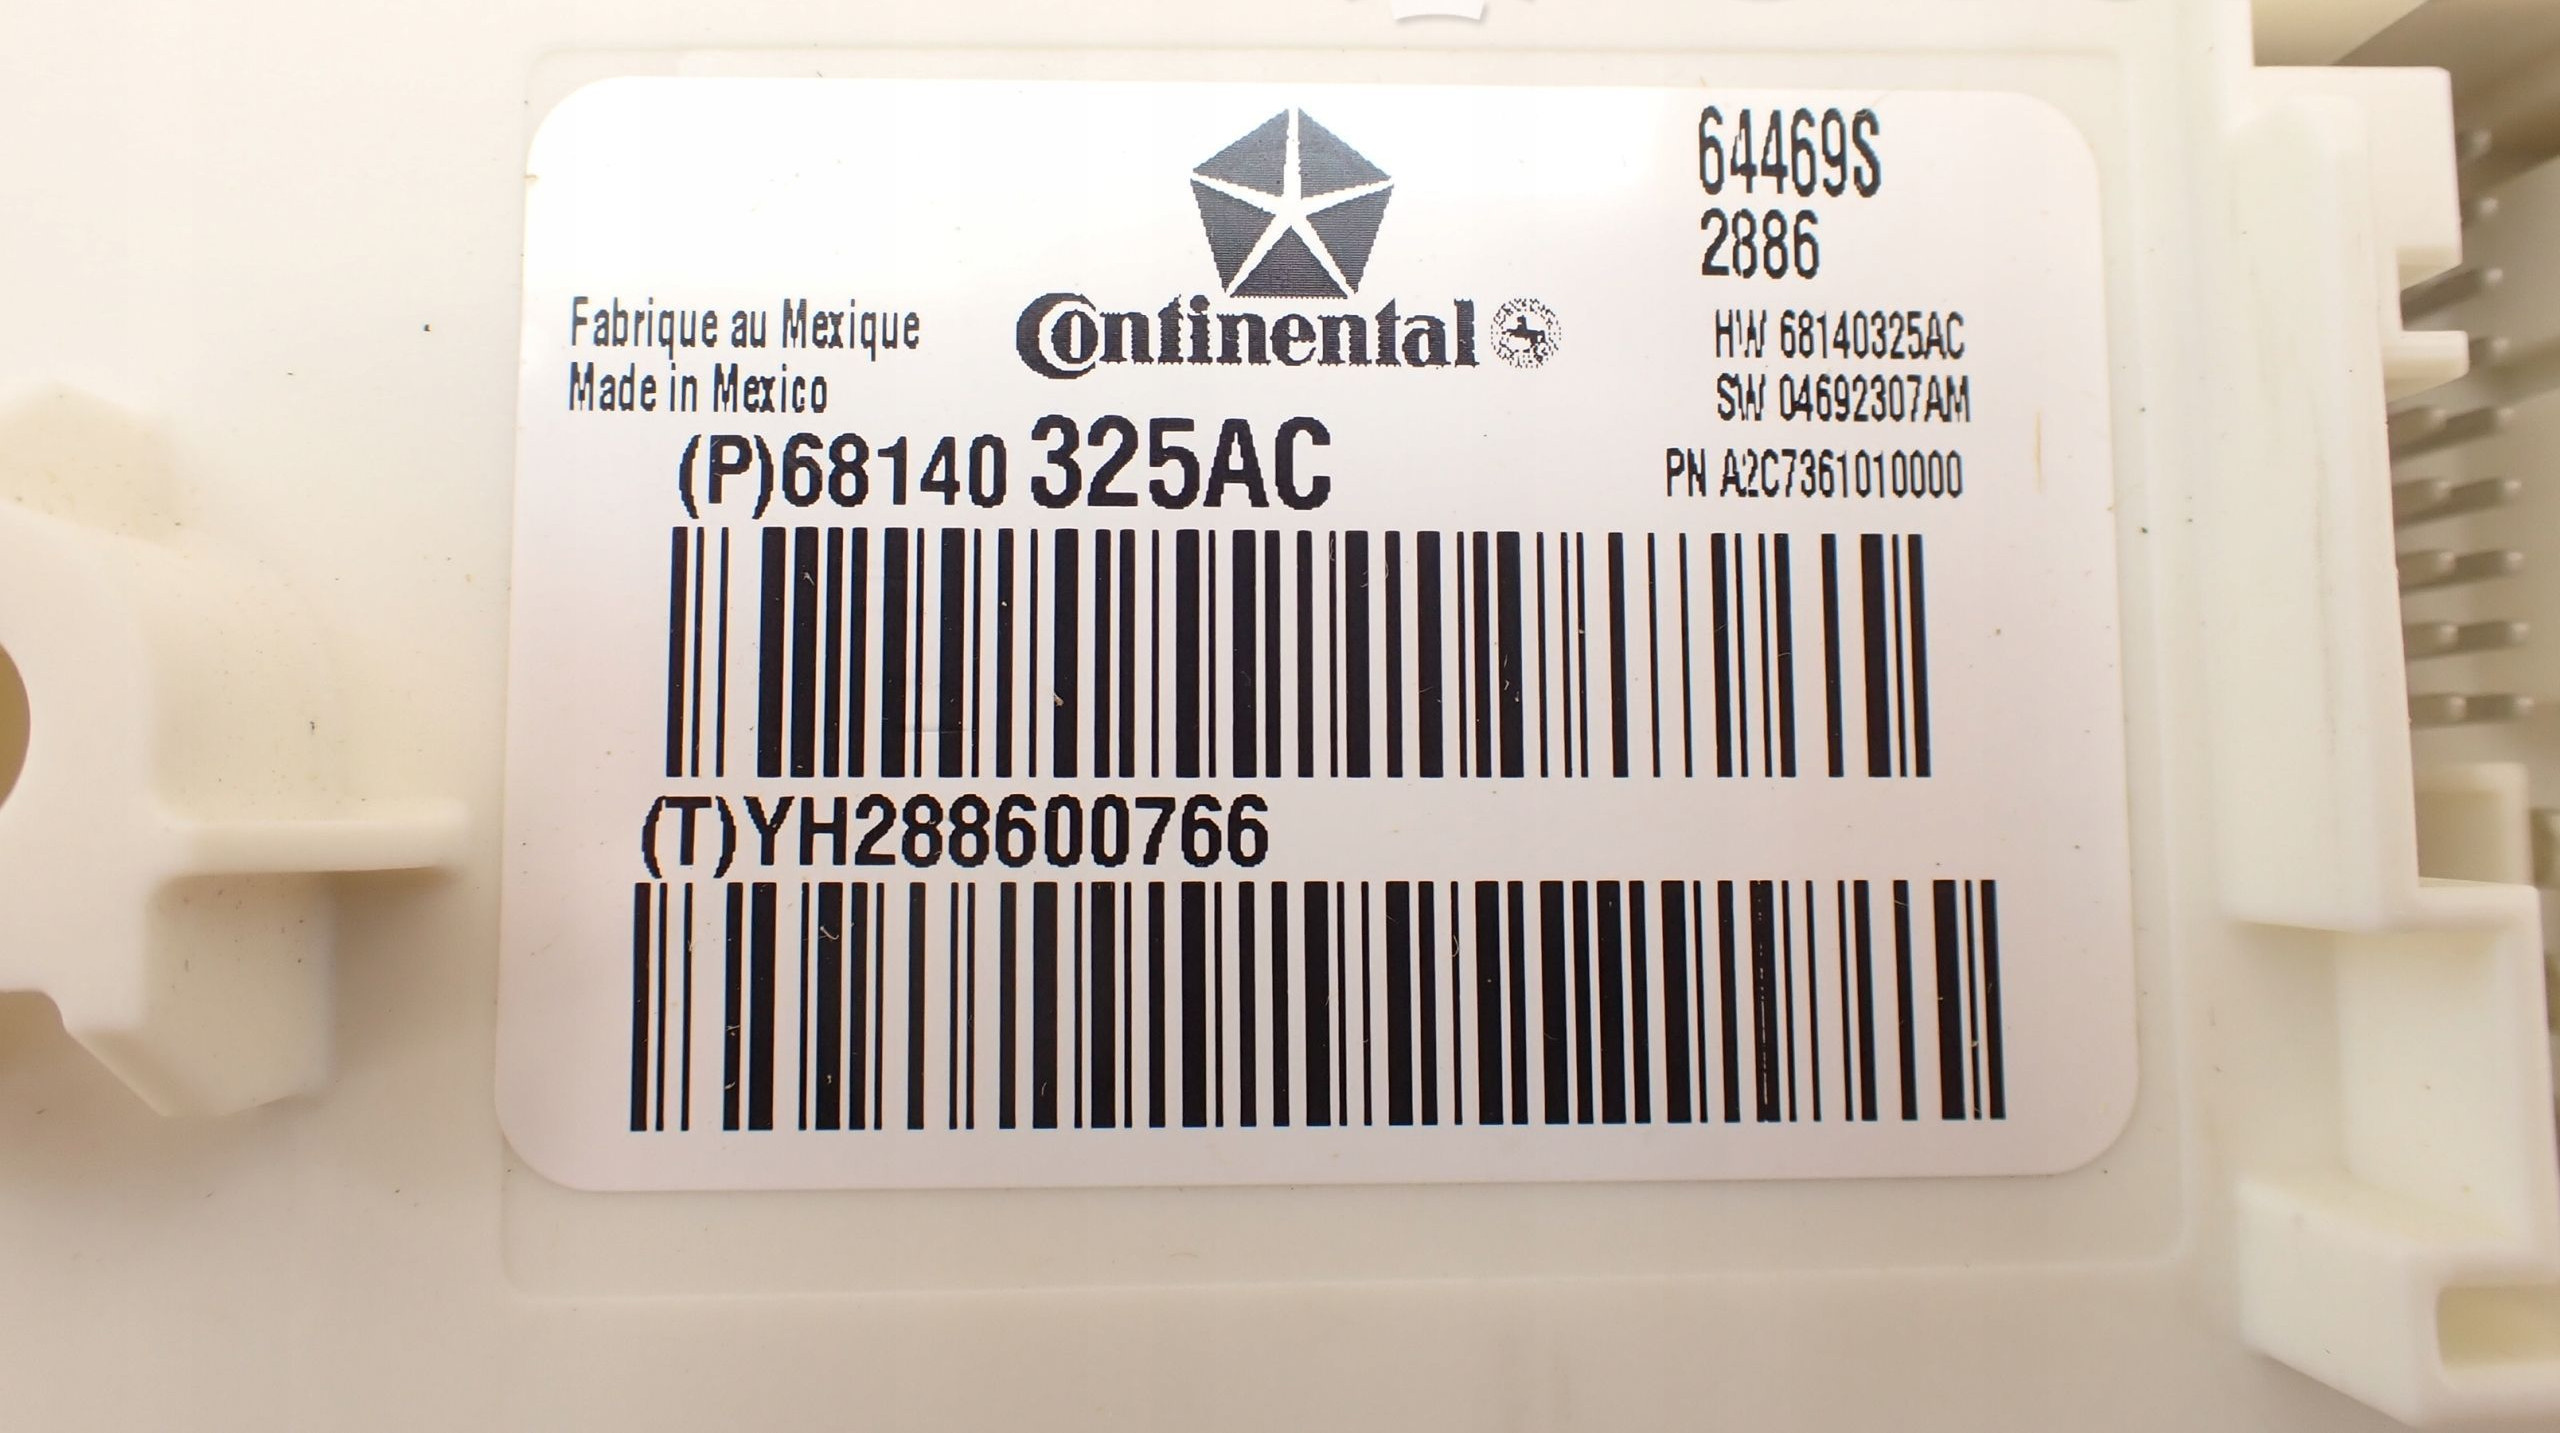 64469S
2886
Fabrique au Mexique
Made in Mexico
Continental
HW 68140325AC
SW 04692307AM
PN A2C7361010000
(P)68140 325AC
(T)YH288600766